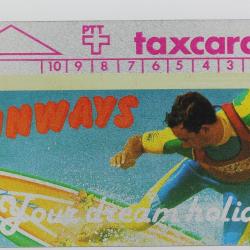 PTT taxcard
10 9 8 7 6 5 4 3
NWAYS
Your dream holi